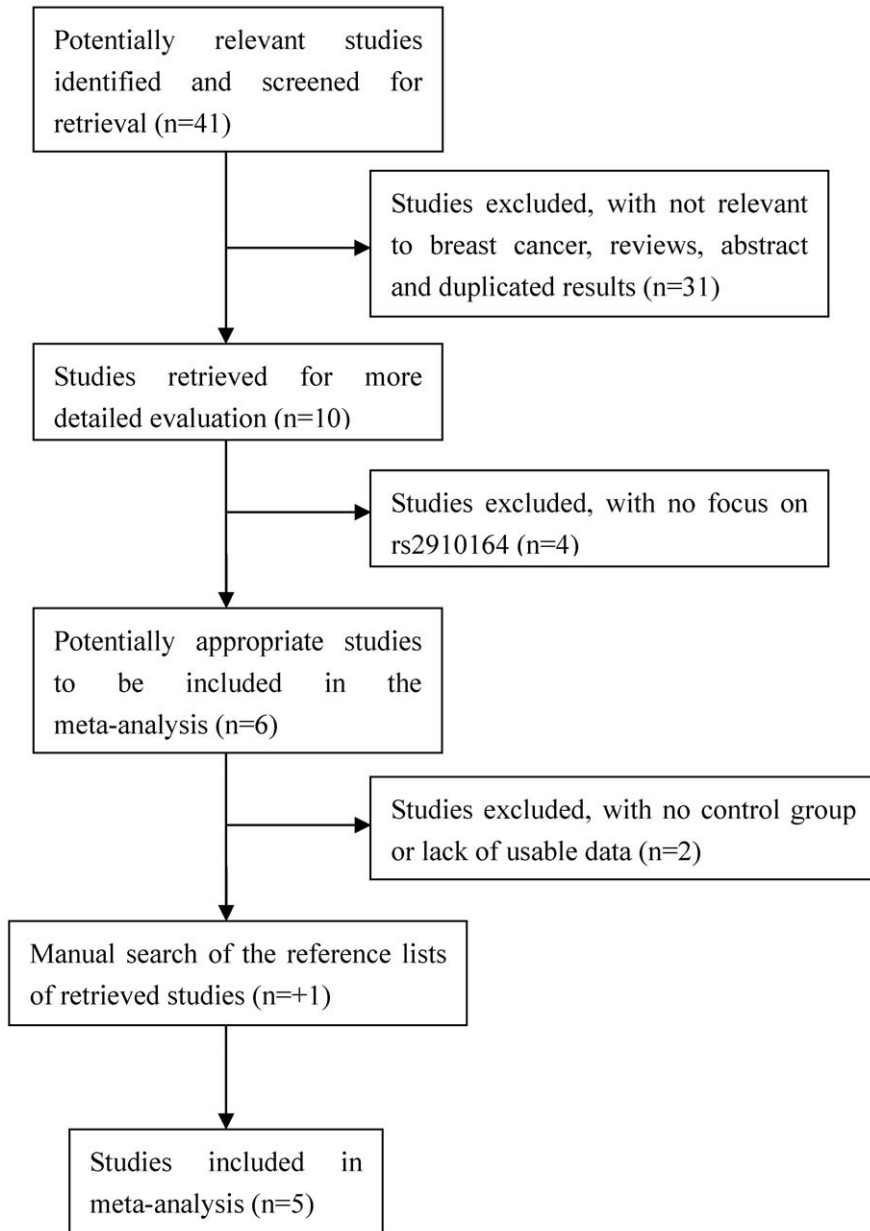 Potentially relevant studies
identified and screened for
retrieval (n=41)
Studies excluded, with not relevant
to breast cancer, reviews, abstract
and duplicated results (n=31)
Studies retrieved for more
detailed evaluation (n=10)
Studies excluded, with no focus on
rs2910164 (n=4)
Potentially appropriate studies
to be included in the
meta-analysis (n=6)
Studies excluded, with no control group
or lack of usable data (n=2)
Manual search of the reference lists
of retrieved studies (n=+1)
Studies included in
meta-analysis (n=5)